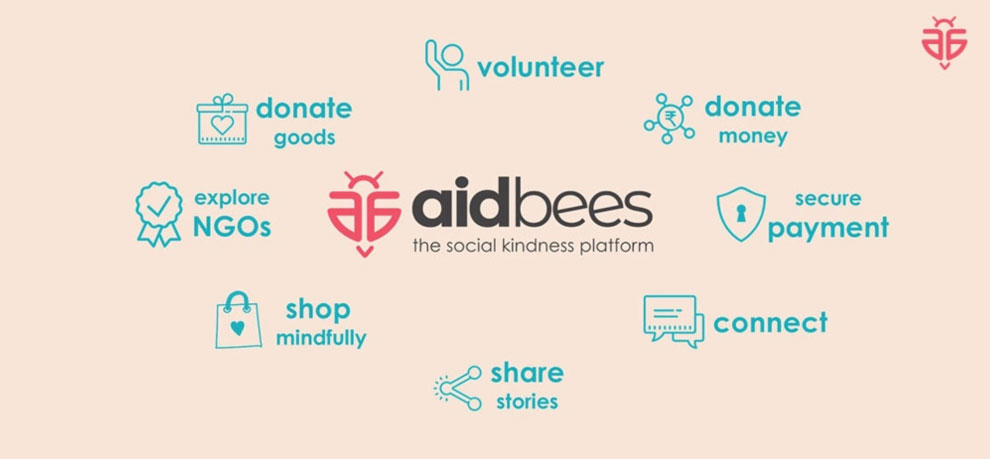 volunteer
donate
goods
donate
money
explore
NGOs
aidbees
the social kindness platform
secure
payment
shop
mindfully
connect
share
stories